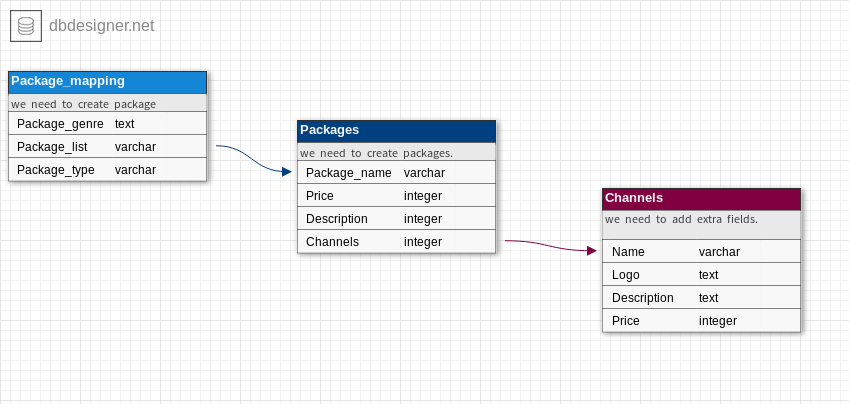 dbdesigner.net
Package_mapping
we need to create package
Package_genre text
Package_list varchar
Package_type varchar
Packages
we need to create packages.
Package_name varchar
Price integer
Description integer
Channels integer
Channels
we need to add extra fields.
Name varchar
Logo text
Description text
Price integer